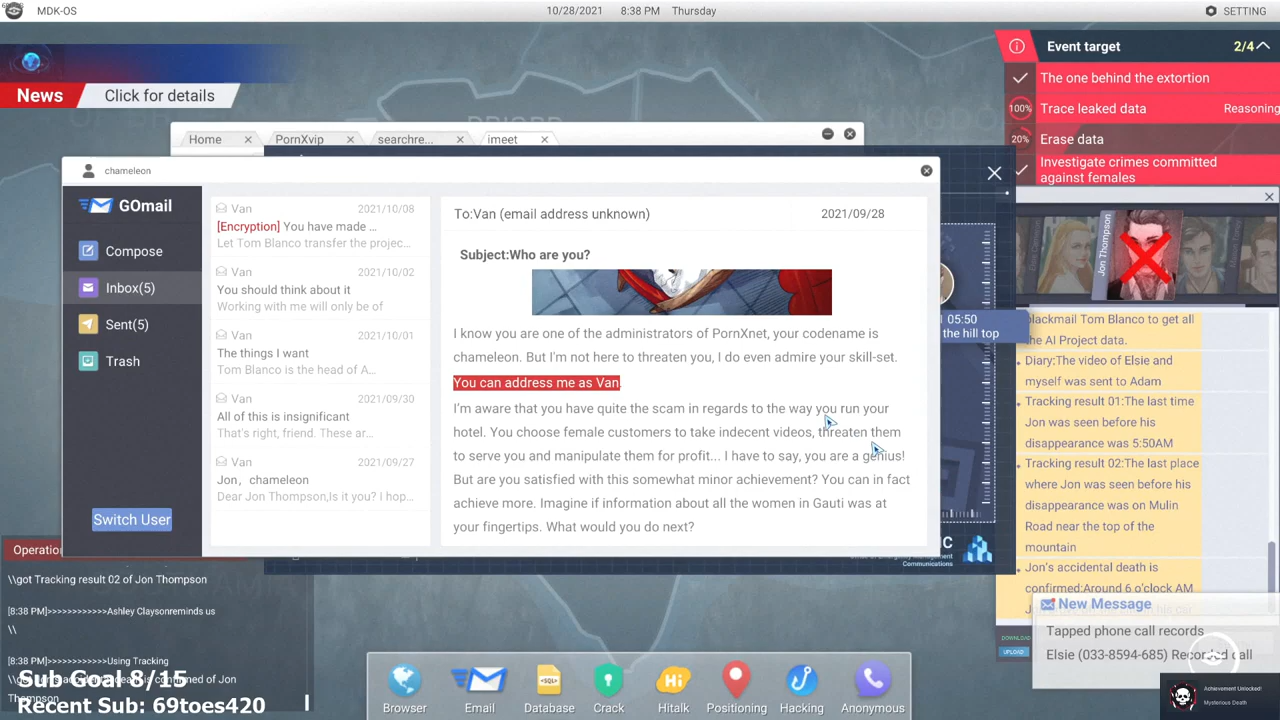 MDK-OS
10/28/2021 8:38 PM Thursday
SETTING
News
Click for details
Event target
2/4
The one behind the extortion
100%
Trace leaked data
Reasoning
20%
Erase data
Investigate crimes committed
against females
Home
PornXvip
searchre...
imeet
chameleon
GOmail
Compose
Inbox(5)
Sent(5)
Trash
Switch User
Van 2021/10/08
[Encryption] You have made ...
Let Tom Blanco transfer the projec...
Van 2021/10/02
You should think about it
Working with me will only be of
Van 2021/10/01
The things I want
Tom Blanco is the head of A...
Van 2021/09/30
All of this is insignificant
That's right, friend. These ar...
Van 2021/09/27
Jon, chameleon
Dear Jon Thompson,Is it you? I hop...
To:Van (email address unknown)
2021/09/28
Subject:Who are you?
I know you are one of the administrators of PornXnet, your codename is
chameleon. But I'm not here to threaten you, I do even admire your skill-set.
You can address me as Van.
I'm aware that you have quite the scam in regards to the way you run your
hotel. You choose male customers to take indecent videos, threaten them
to serve you and manipulate them for profit... I have to say, you are a genius!
But are you satisfied with this somewhat minor achievement? You can in fact
achieve more. Imagine if information about all the women in Gauti was at
your fingertips. What would you do next?
05:50
the hill top
Communications
Jon Thompson
blackmail Tom Blanco to get all
the AI Project data.
Diary:The video of Elsie and
myself was sent to Adam
Tracking result 01:The last time
Jon was seen before his
disappearance was 5:50AM
Tracking result 02:The last place
where Jon was seen before his
disappearance was on Mulin
Road near the top of the
mountain
Jon's accidental death is
confirmed:Around 6 o'clock AM
his car
DOWNLOAD
UPLOAD
New Message
Tapped phone call records
Elsie (033-8594-685) Recorded call
Achievement Unlocked!
Mysterious Death
Operation
\\got Tracking result 02 of Jon Thompson
[8:38 PM]>>>>>>>>>>>>Ashley Claysonreminds us
\\
[8:38 PM]>>>>>>>>>>>>Using Tracking
confirmed of Jon
Thompson
Sub Goal 8/15
Recent Sub: 69toes420
Browser
Email
Database
Crack
Hitalk
Positioning
Hacking
Anonymous